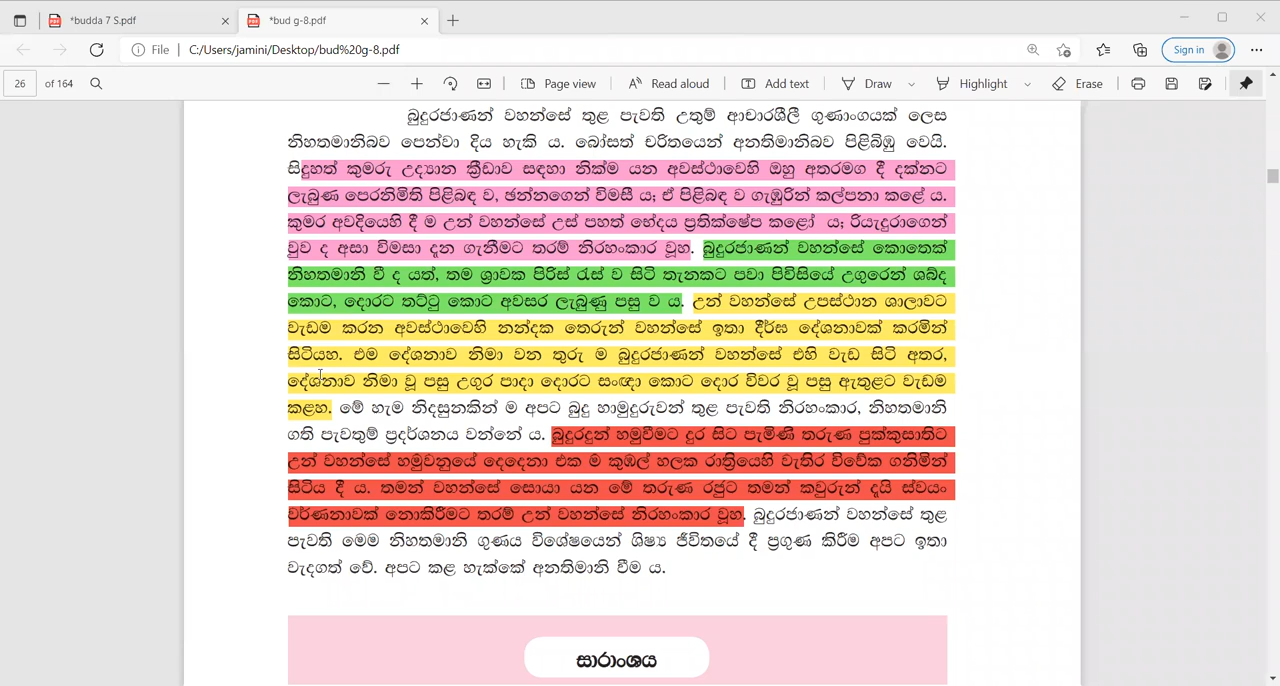 *budda 7 S.pdf
*bud g-8.pdf
File | C:/Users/jamini/Desktop/bud%20g-8.pdf
Sign in
26 of 164
Page view
Read aloud
Add text
Draw
Highlight
Erase
බුදුරජාණන් වහන්සේ තුළ පැවති උතුම් ආචාරශීලී ගුණාංගයක් ලෙස
නිහතමානිබව පෙන්වා දිය හැකි ය. බෝසත් චරිතයෙන් අනතිමානිබව පිළිබිඹු වෙයි.
සිදුහත් කුමරු උද්‍යාන ක්‍රීඩාව සඳහා නික්ම යන අවස්ථාවෙහි ඔහු අතරමග දී දක්නට
ලැබුණ පෙරනිමිති පිළිබඳ ව, ඡන්නගෙන් විමසී ය; ඒ පිළිබඳ ව ගැඹුරින් කල්පනා කළේ ය.
කුමර අවදියෙහි දී ම උන් වහන්සේ උස් පහත් භේදය ප්‍රතික්ෂේප කළෝ ය; රියැදුරාගෙන්
වුව ද අසා විමසා දැන ගැනීමට තරම් නිරහංකාර වූහ. බුදුරජාණන් වහන්සේ කොතෙක්
නිහතමානි වී ද යත්, තම ශ්‍රාවක පිරිස් රැස් ව සිටි තැනකට පවා පිවිසියේ උගුරෙන් ශබ්ද
කොට, දොරට තට්ටු කොට අවසර ලැබුණු පසු ව ය. උන් වහන්සේ උපස්ථාන ශාලාවට
වැඩම කරන අවස්ථාවෙහි නන්දක තෙරුන් වහන්සේ ඉතා දීර්ඝ දේශනාවක් කරමින්
සිටියහ. එම දේශනාව නිමා වන තුරු ම බුදුරජාණන් වහන්සේ එහි වැඩ සිටි අතර,
දේශනාව නිමා වූ පසු උගුර පාදා දොරට සංඥා කොට දොර විවර වූ පසු ඇතුළට වැඩම
කළහ. මේ හැම නිදසුනකින් ම අපට බුදු හාමුදුරුවන් තුළ පැවති නිරහංකාර, නිහතමානි
ගති පැවතුම් ප්‍රදර්ශනය වන්නේ ය. බුදුරදුන් හමුවීමට දුර සිට පැමිණි තරුණ පුක්කුසාතිට
උන් වහන්සේ හමුවනුයේ දෙදෙනා එක ම කුඹල් හලක රාත්‍රියෙහි වැතිර විවේක ගනිමින්
සිටිය දී ය. තමන් වහන්සේ සොයා යන මේ තරුණ රජුට තමන් කවුරුන් දැයි ස්වයං
වර්ණනාවක් නොකිරීමට තරම් උන් වහන්සේ නිරහංකාර වූහ. බුදුරජාණන් වහන්සේ තුළ
පැවති මෙම නිහතමානි ගුණය විශේෂයෙන් ශිෂ්‍ය ජීවිතයේ දී ප්‍රගුණ කිරීම අපට ඉතා
වැදගත් වේ. අපට කළ හැක්කේ අනතිමානි වීම ය.
සාරාංශය